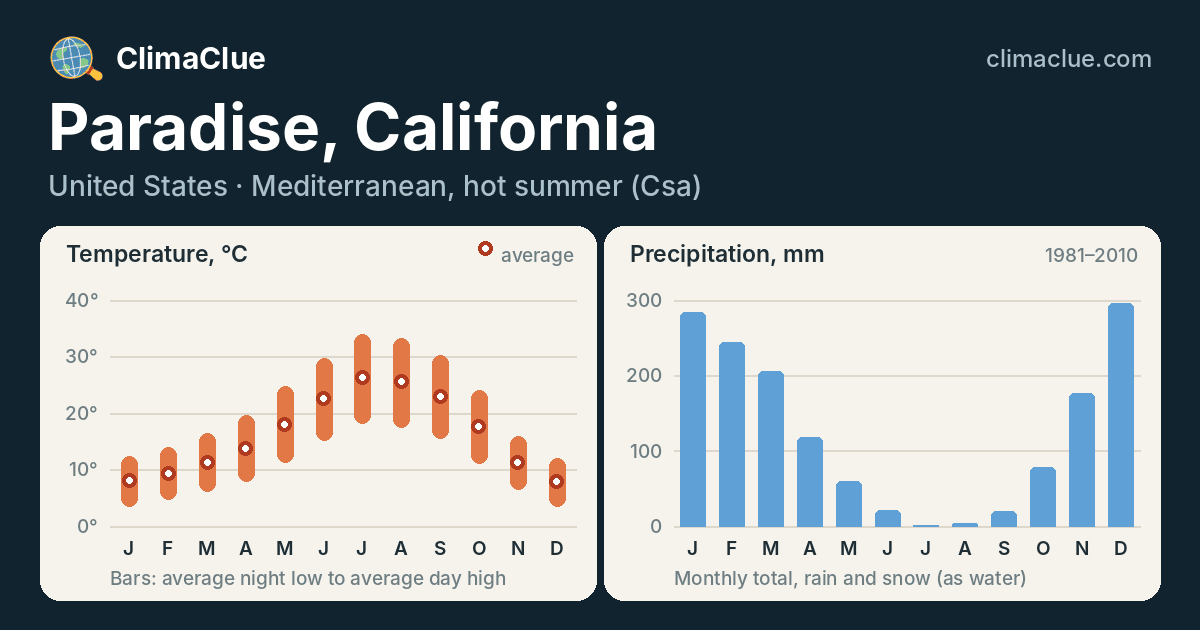 ClimaClue
climaclue.com
Paradise, California
United States · Mediterranean, hot summer (Csa)
Temperature, °C
average
40°
30°
20°
10°
0°
J F M A M J J A S O N D
Bars: average night low to average day high
Precipitation, mm
1981–2010
300
200
100
0
J F M A M J J A S O N D
Monthly total, rain and snow (as water)